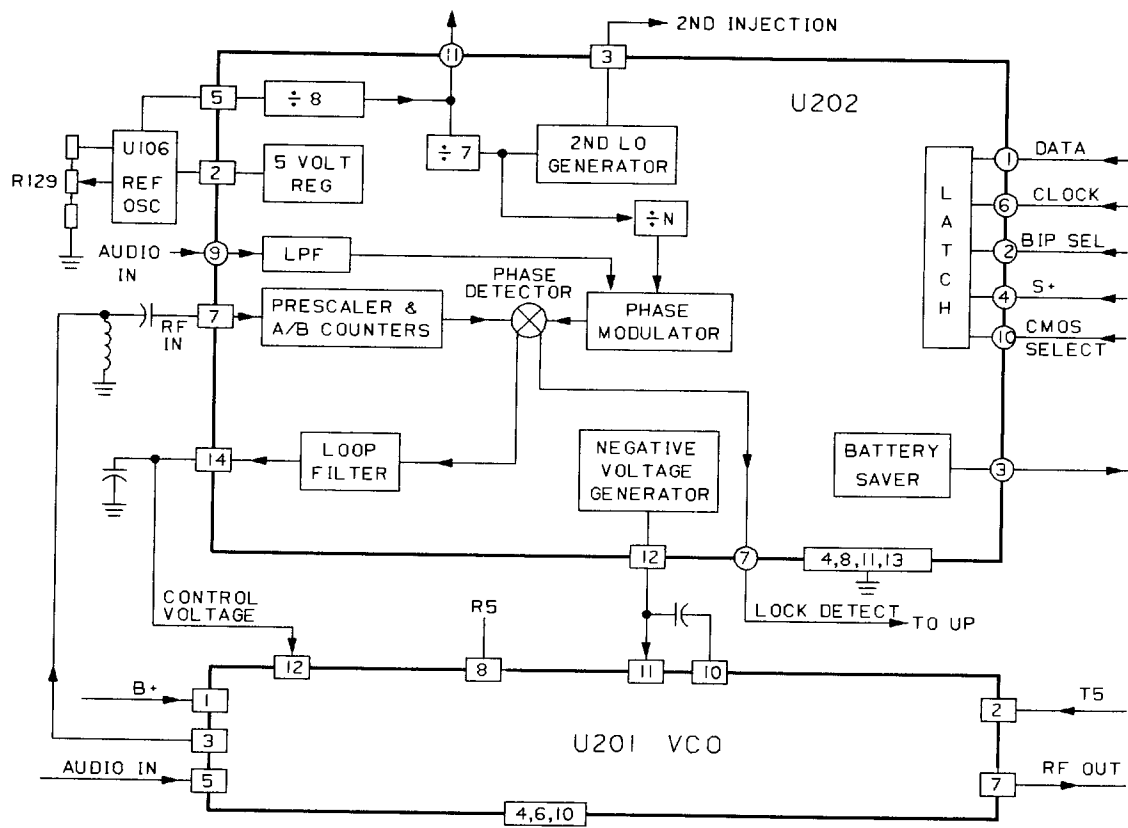 2ND INJECTION
11
3
U202
5
÷ 8
U106
REF
OSC
R129
2
5 VOLT
REG
÷ 7
2ND LO
GENERATOR
÷N
LATCH
1
DATA
6
CLOCK
2
BIP SEL
4
S+
10
CMOS
SELECT
AUDIO
IN
9
LPF
PHASE
DETECTOR
7
RF
IN
PRESCALER &
A/B COUNTERS
PHASE
MODULATOR
14
LOOP
FILTER
NEGATIVE
VOLTAGE
GENERATOR
BATTERY
SAVER
3
12
7
4,8,11,13
CONTROL
VOLTAGE
R5
LOCK DETECT
TO UP
12
8
11
10
B+
1
3
AUDIO IN
5
U201 VCO
2
T5
7
RF OUT
4,6,10